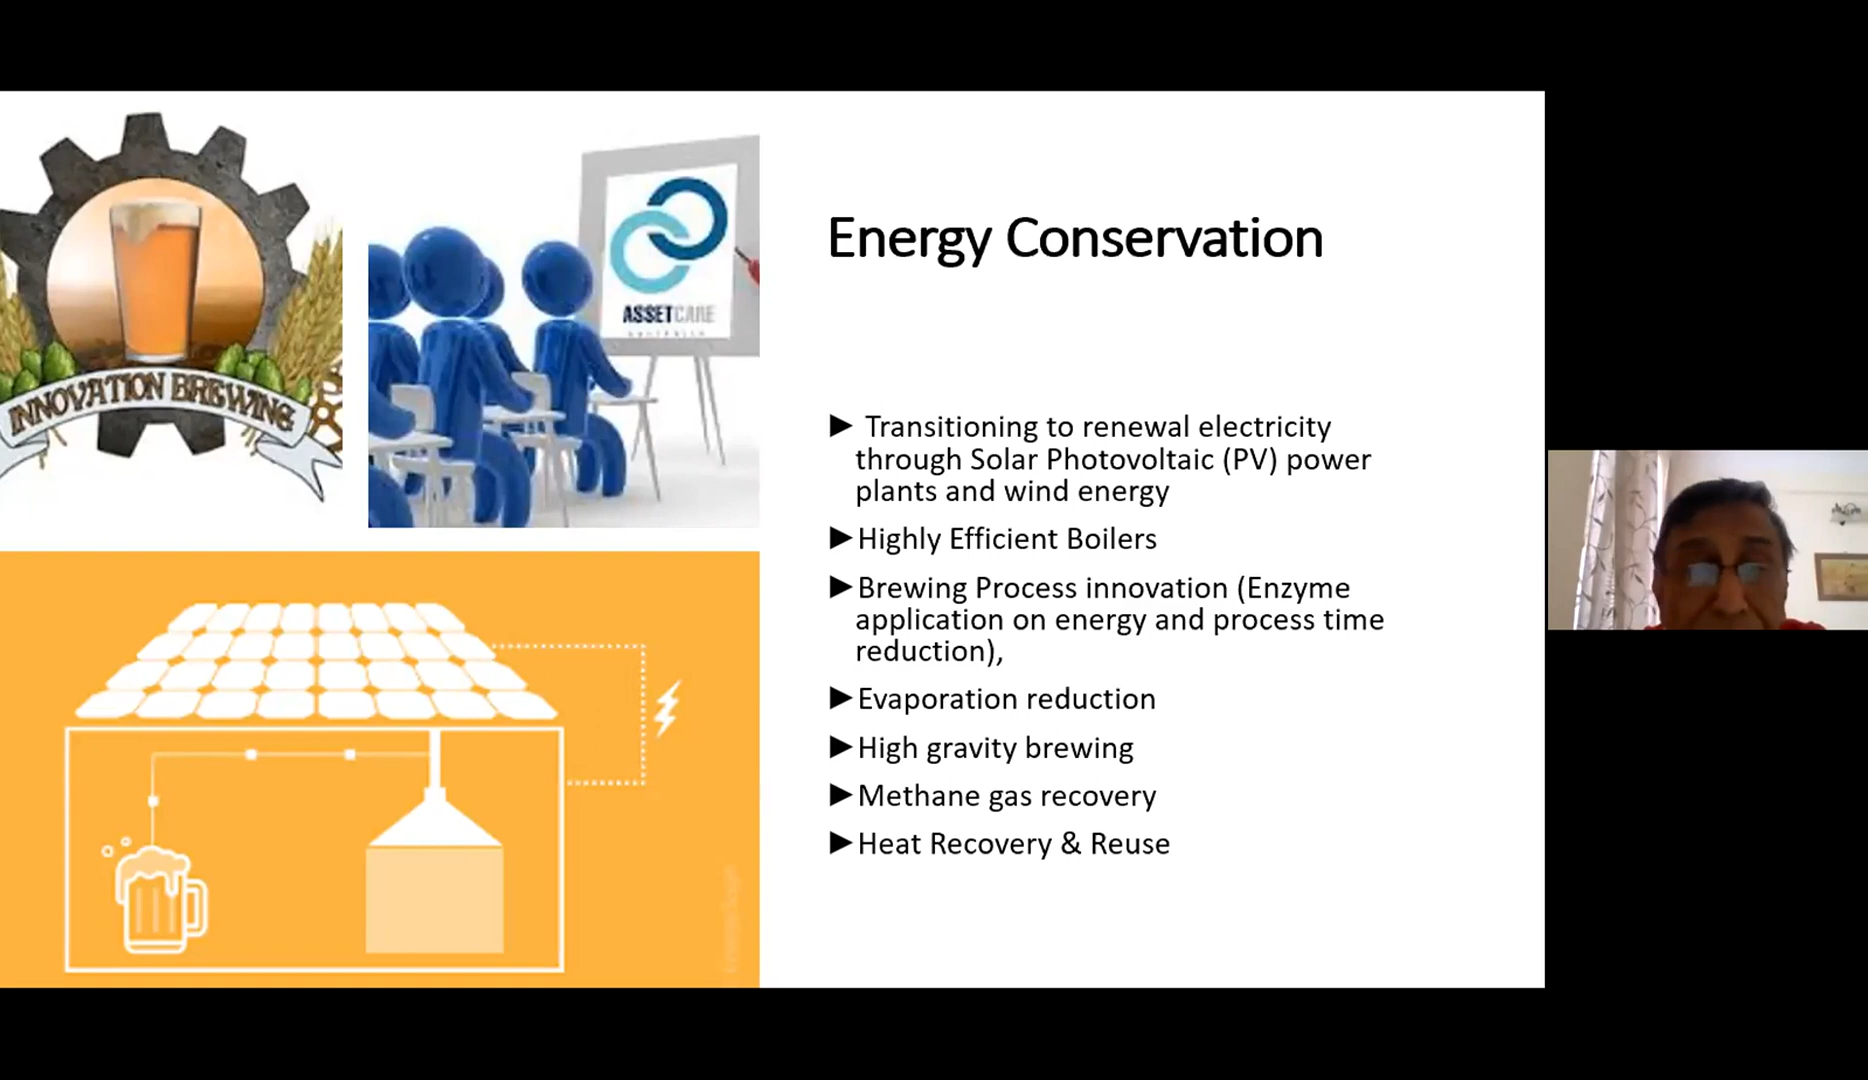 INNOVATION BREWING
ASSETCARE
Energy Conservation
► Transitioning to renewal electricity
through Solar Photovoltaic (PV) power
plants and wind energy
►Highly Efficient Boilers
►Brewing Process innovation (Enzyme
application on energy and process time
reduction),
►Evaporation reduction
►High gravity brewing
►Methane gas recovery
►Heat Recovery & Reuse